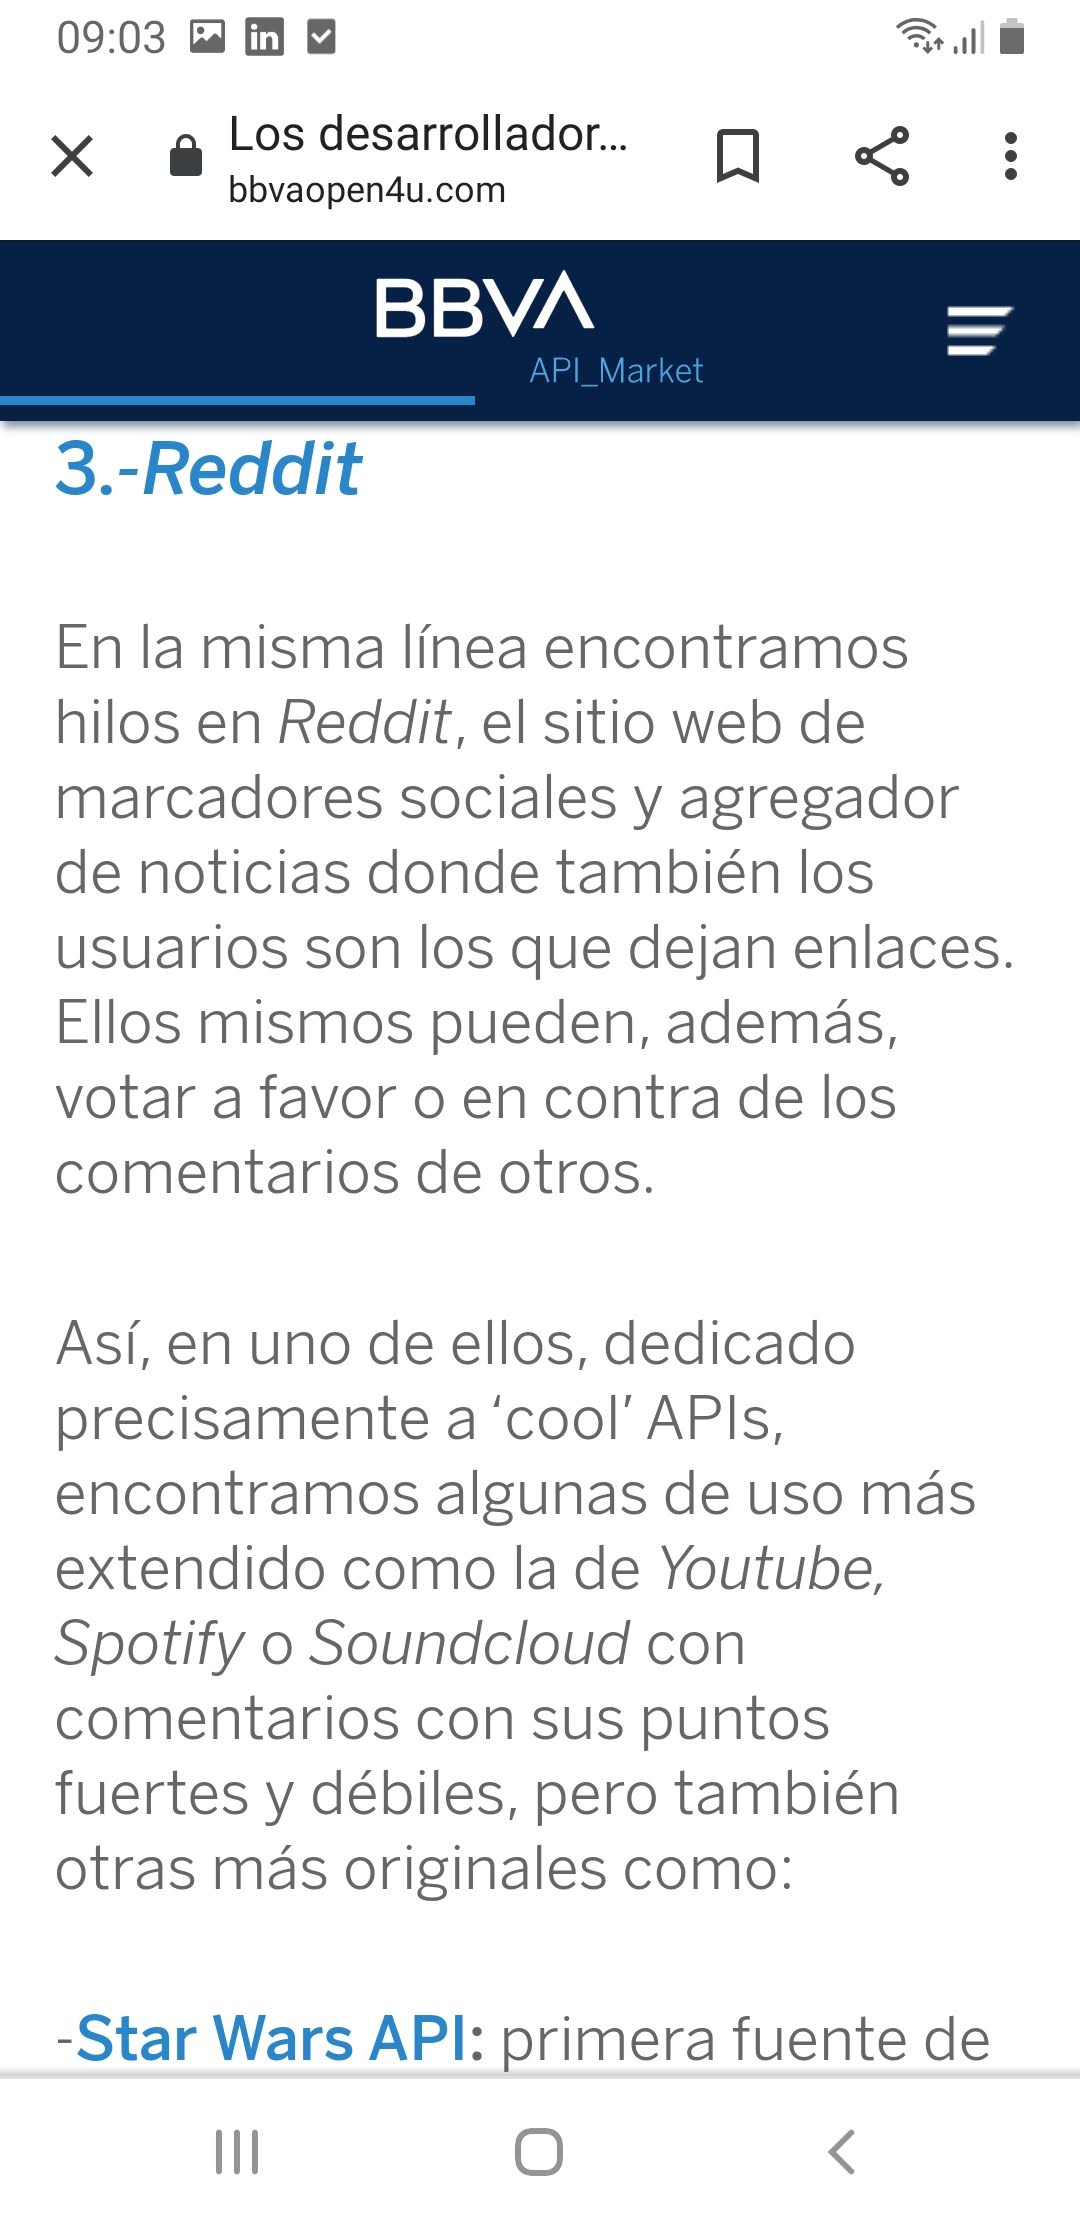 09:03
in
Los desarrollador...
bbvaopen4u.com
BBVA
API_Market
3.-Reddit
En la misma línea encontramos
hilos en Reddit, el sitio web de
marcadores sociales y agregador
de noticias donde también los
usuarios son los que dejan enlaces.
Ellos mismos pueden, además,
votar a favor o en contra de los
comentarios de otros.
Así, en uno de ellos, dedicado
precisamente a ‘cool’ APIs,
encontramos algunas de uso más
extendido como la de Youtube,
Spotify o Soundcloud con
comentarios con sus puntos
fuertes y débiles, pero también
otras más originales como:
-Star Wars API: primera fuente de